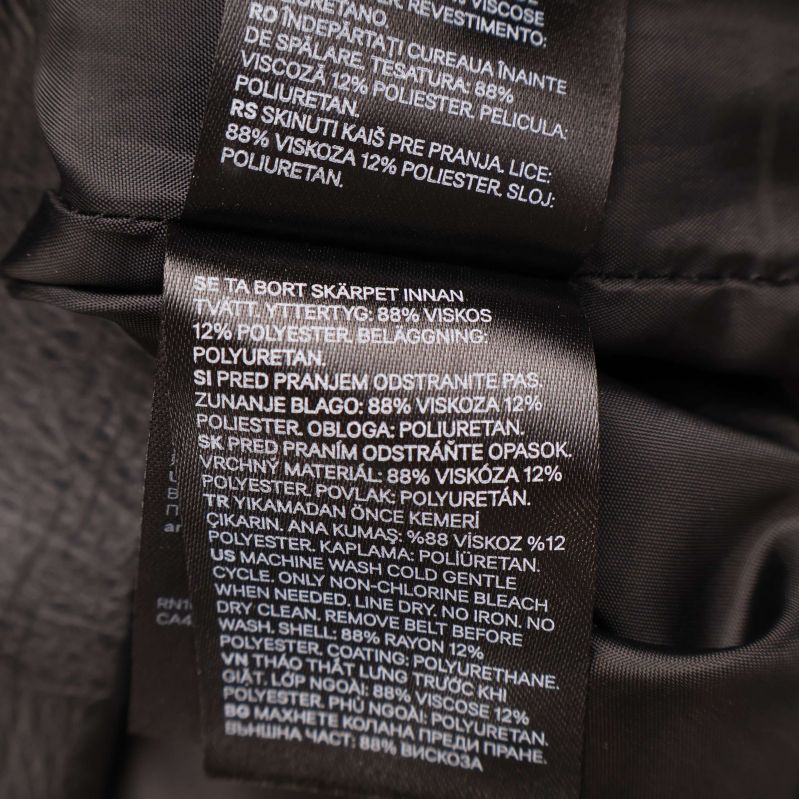 VISCOSE
POLIURETANO.
RO ÎNDEPĂRTAȚI CUREAUA ÎNAINTE
DE SPĂLARE. ȚESATURA: 88%
VISCOZĂ 12% POLIESTER. PELICULA:
POLIURETAN.
RS SKINUTI KAIŠ PRE PRANJA. LICE:
88% VISKOZA 12% POLIESTER. SLOJ:
POLIURETAN.
SE TA BORT SKÄRPET INNAN
TVÄTT. YTTERTYG: 88% VISKOS
12% POLYESTER. BELÄGGNING:
POLYURETAN.
SI PRED PRANJEM ODSTRANITE PAS.
ZUNANJE BLAGO: 88% VISKOZA 12%
POLIESTER. OBLOGA: POLIURETAN.
SK PRED PRANÍM ODSTRÁŇTE OPASOK.
VRCHNÝ MATERIÁL: 88% VISKÓZA 12%
POLYESTER. POVLAK: POLYURETÁN.
TR YIKAMADAN ÖNCE KEMERİ
ÇIKARIN. ANA KUMAŞ: %88 VİSKOZ %12
POLYESTER. KAPLAMA: POLİÜRETAN.
US MACHINE WASH COLD GENTLE
CYCLE. ONLY NON-CHLORINE BLEACH
WHEN NEEDED. LINE DRY. NO IRON. NO
DRY CLEAN. REMOVE BELT BEFORE
WASH. SHELL: 88% RAYON 12%
POLYESTER. COATING: POLYURETHANE.
VN THÁO THẮT LƯNG TRƯỚC KHI
GIẶT. LỚP NGOÀI: 88% VISCOSE 12%
POLYESTER. PHỦ NGOÀI: POLYURETAN.
BG МАХНЕТЕ КОЛАНА ПРЕДИ ПРАНЕ.
ВЪНШНА ЧАСТ: 88% ВИСКОЗА